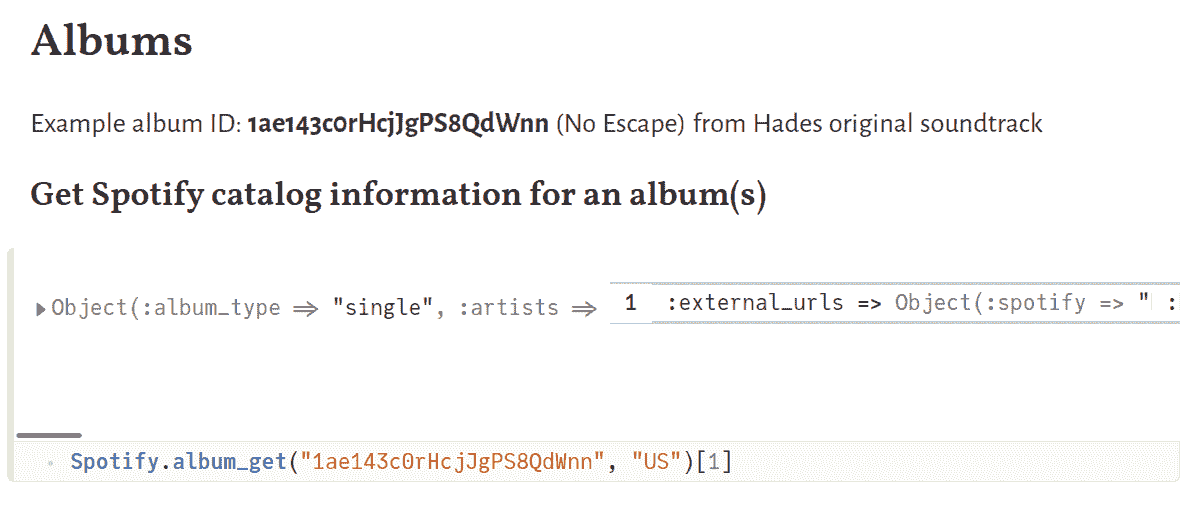 Albums
Example album ID: 1ae143c0rHcjJgPS8QdWnn (No Escape) from Hades original soundtrack
Get Spotify catalog information for an album(s)
Object(:album_type ⇒ "single", :artists ⇒ 1 :external_urls => Object(:spotify => " :
Spotify.album_get("1ae143c0rHcjJgPS8QdWnn", "US")[1]